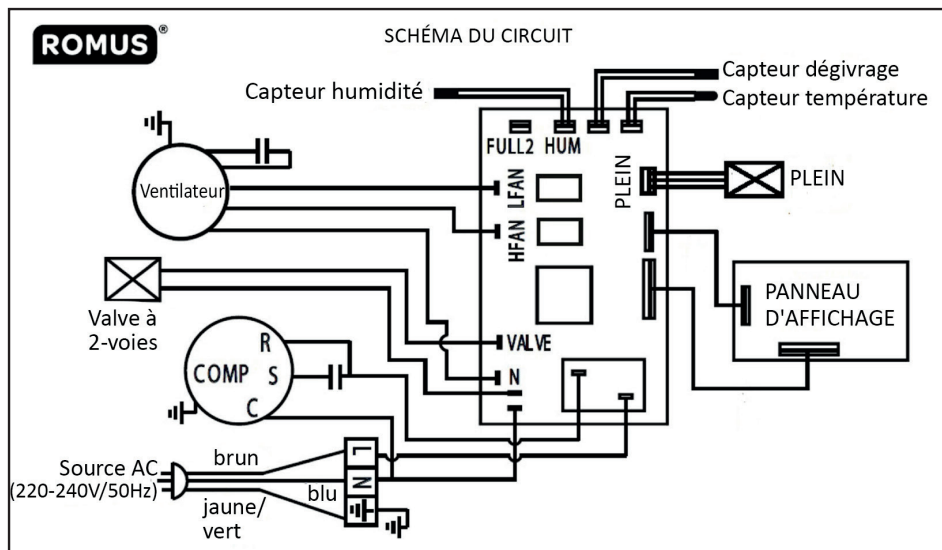 ROMUS®
SCHÉMA DU CIRCUIT
Capteur dégivrage
Capteur humidité
Capteur température
FULL2 HUM
PLEIN
PLEIN
Ventilateur
LFAN
HFAN
PANNEAU
D'AFFICHAGE
Valve à
2-voies
VALVE
R
COMP
S
N
C
brun
L
Source AC
(220-240V/50Hz)
blu
N
jaune/
vert